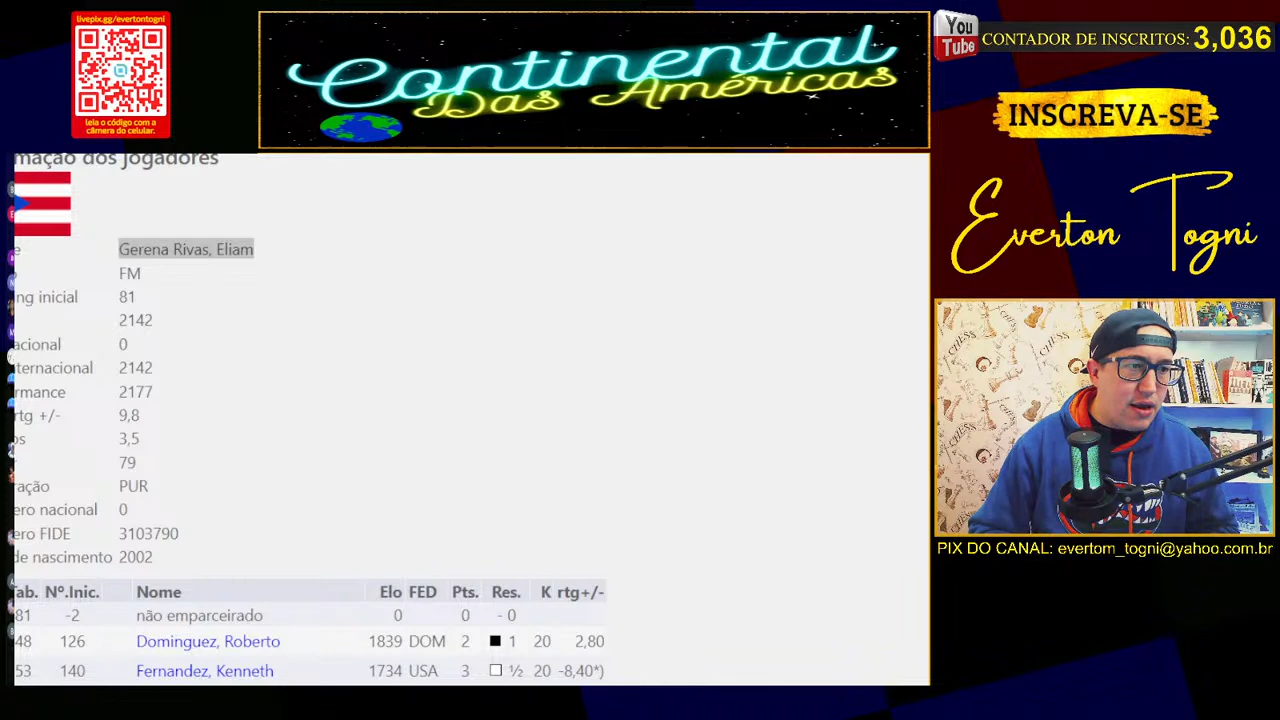 livepix.gg/evertontogni
leia o código com a
câmera do celular.
Continental
Das Américas
You
Tube
CONTADOR DE INSCRITOS: 3,036
INSCREVA-SE
Everton Togni
mação dos jogadores
e Gerena Rivas, Eliam
FM
ng inicial 81
2142
acional 0
ternacional 2142
rmance 2177
rtg +/- 9,8
os 3,5
79
ração PUR
ero nacional 0
ero FIDE 3103790
de nascimento 2002
ab. Nº.Inic. Nome Elo FED Pts. Res. K rtg+/-
81 -2 não emparceirado 0 0 - 0
48 126 Dominguez, Roberto 1839 DOM 2 1 20 2,80
53 140 Fernandez, Kenneth 1734 USA 3 ½ 20 -8,40*)
CHESS
PIX DO CANAL: evertom_togni@yahoo.com.br